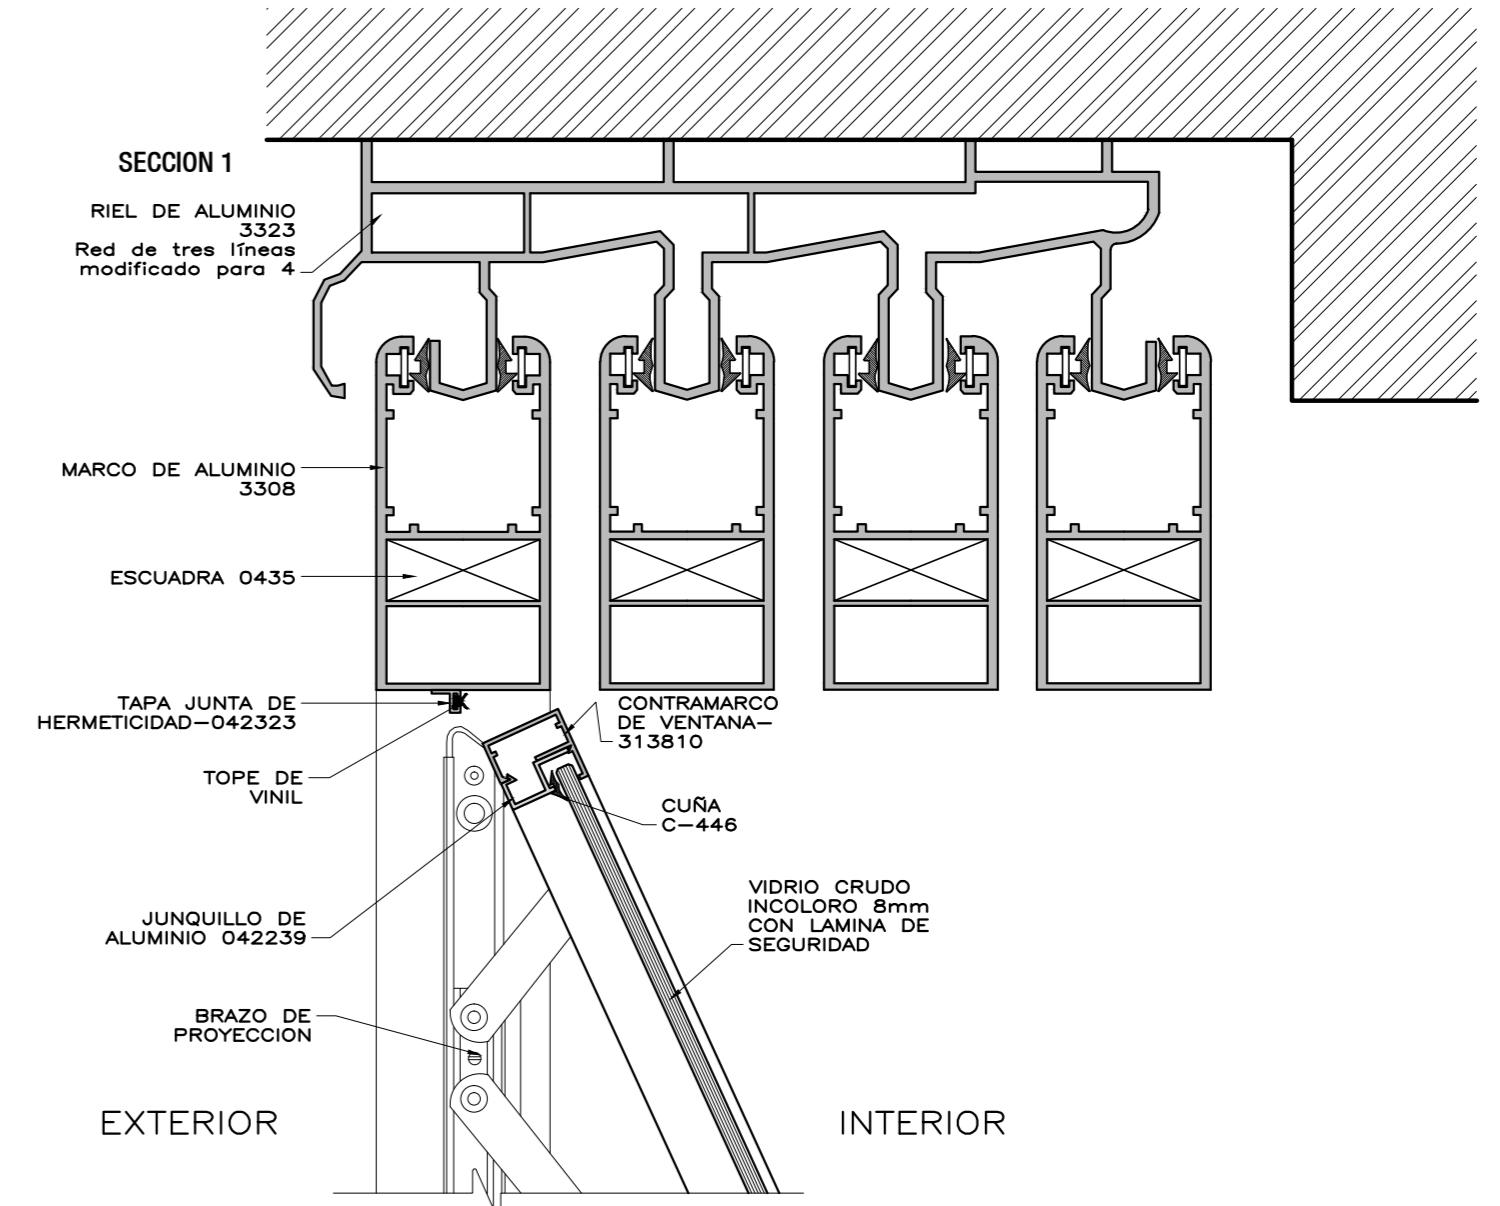 SECCION 1
RIEL DE ALUMINIO
3323
Red de tres líneas
modificado para 4
MARCO DE ALUMINIO
3308
ESCUADRA 0435
TAPA JUNTA DE
HERMETICIDAD-042323
CONTRAMARCO
DE VENTANA-
313810
TOPE DE
VINIL
CUÑA
C-446
VIDRIO CRUDO
INCOLORO 8mm
CON LAMINA DE
SEGURIDAD
JUNQUILLO DE
ALUMINIO 042239
BRAZO DE
PROYECCION
EXTERIOR
INTERIOR